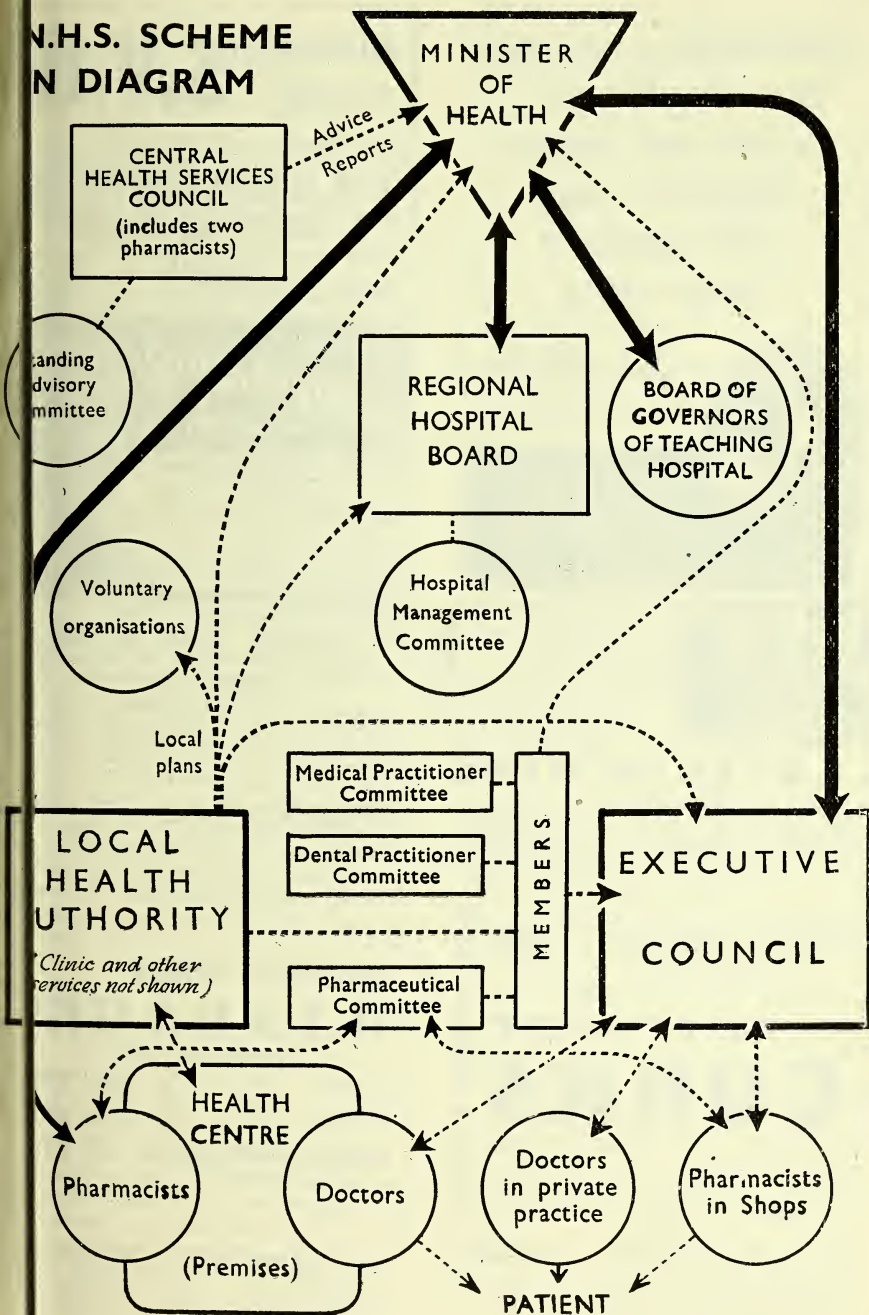 N.H.S. SCHEME
N DIAGRAM
MINISTER
OF
HEALTH
Advice
Reports
CENTRAL
HEALTH SERVICES
COUNCIL
(includes two
pharmacists)
tanding
dvisory
mmittee
REGIONAL
HOSPITAL
BOARD
BOARD OF
GOVERNORS
OF TEACHING
HOSPITAL
Voluntary
organisations
Hospital
Management
Committee
Local
plans
Medical Practitioner
Committee
Dental Practitioner
Committee
Pharmaceutical
Committee
MEMBERS
LOCAL
HEALTH
UTHORITY
(Clinic and other
ervices not shown)
EXECUTIVE
COUNCIL
HEALTH
CENTRE
Pharmacists
Doctors
(Premises)
Doctors
in private
practice
Pharmacists
in Shops
PATIENT